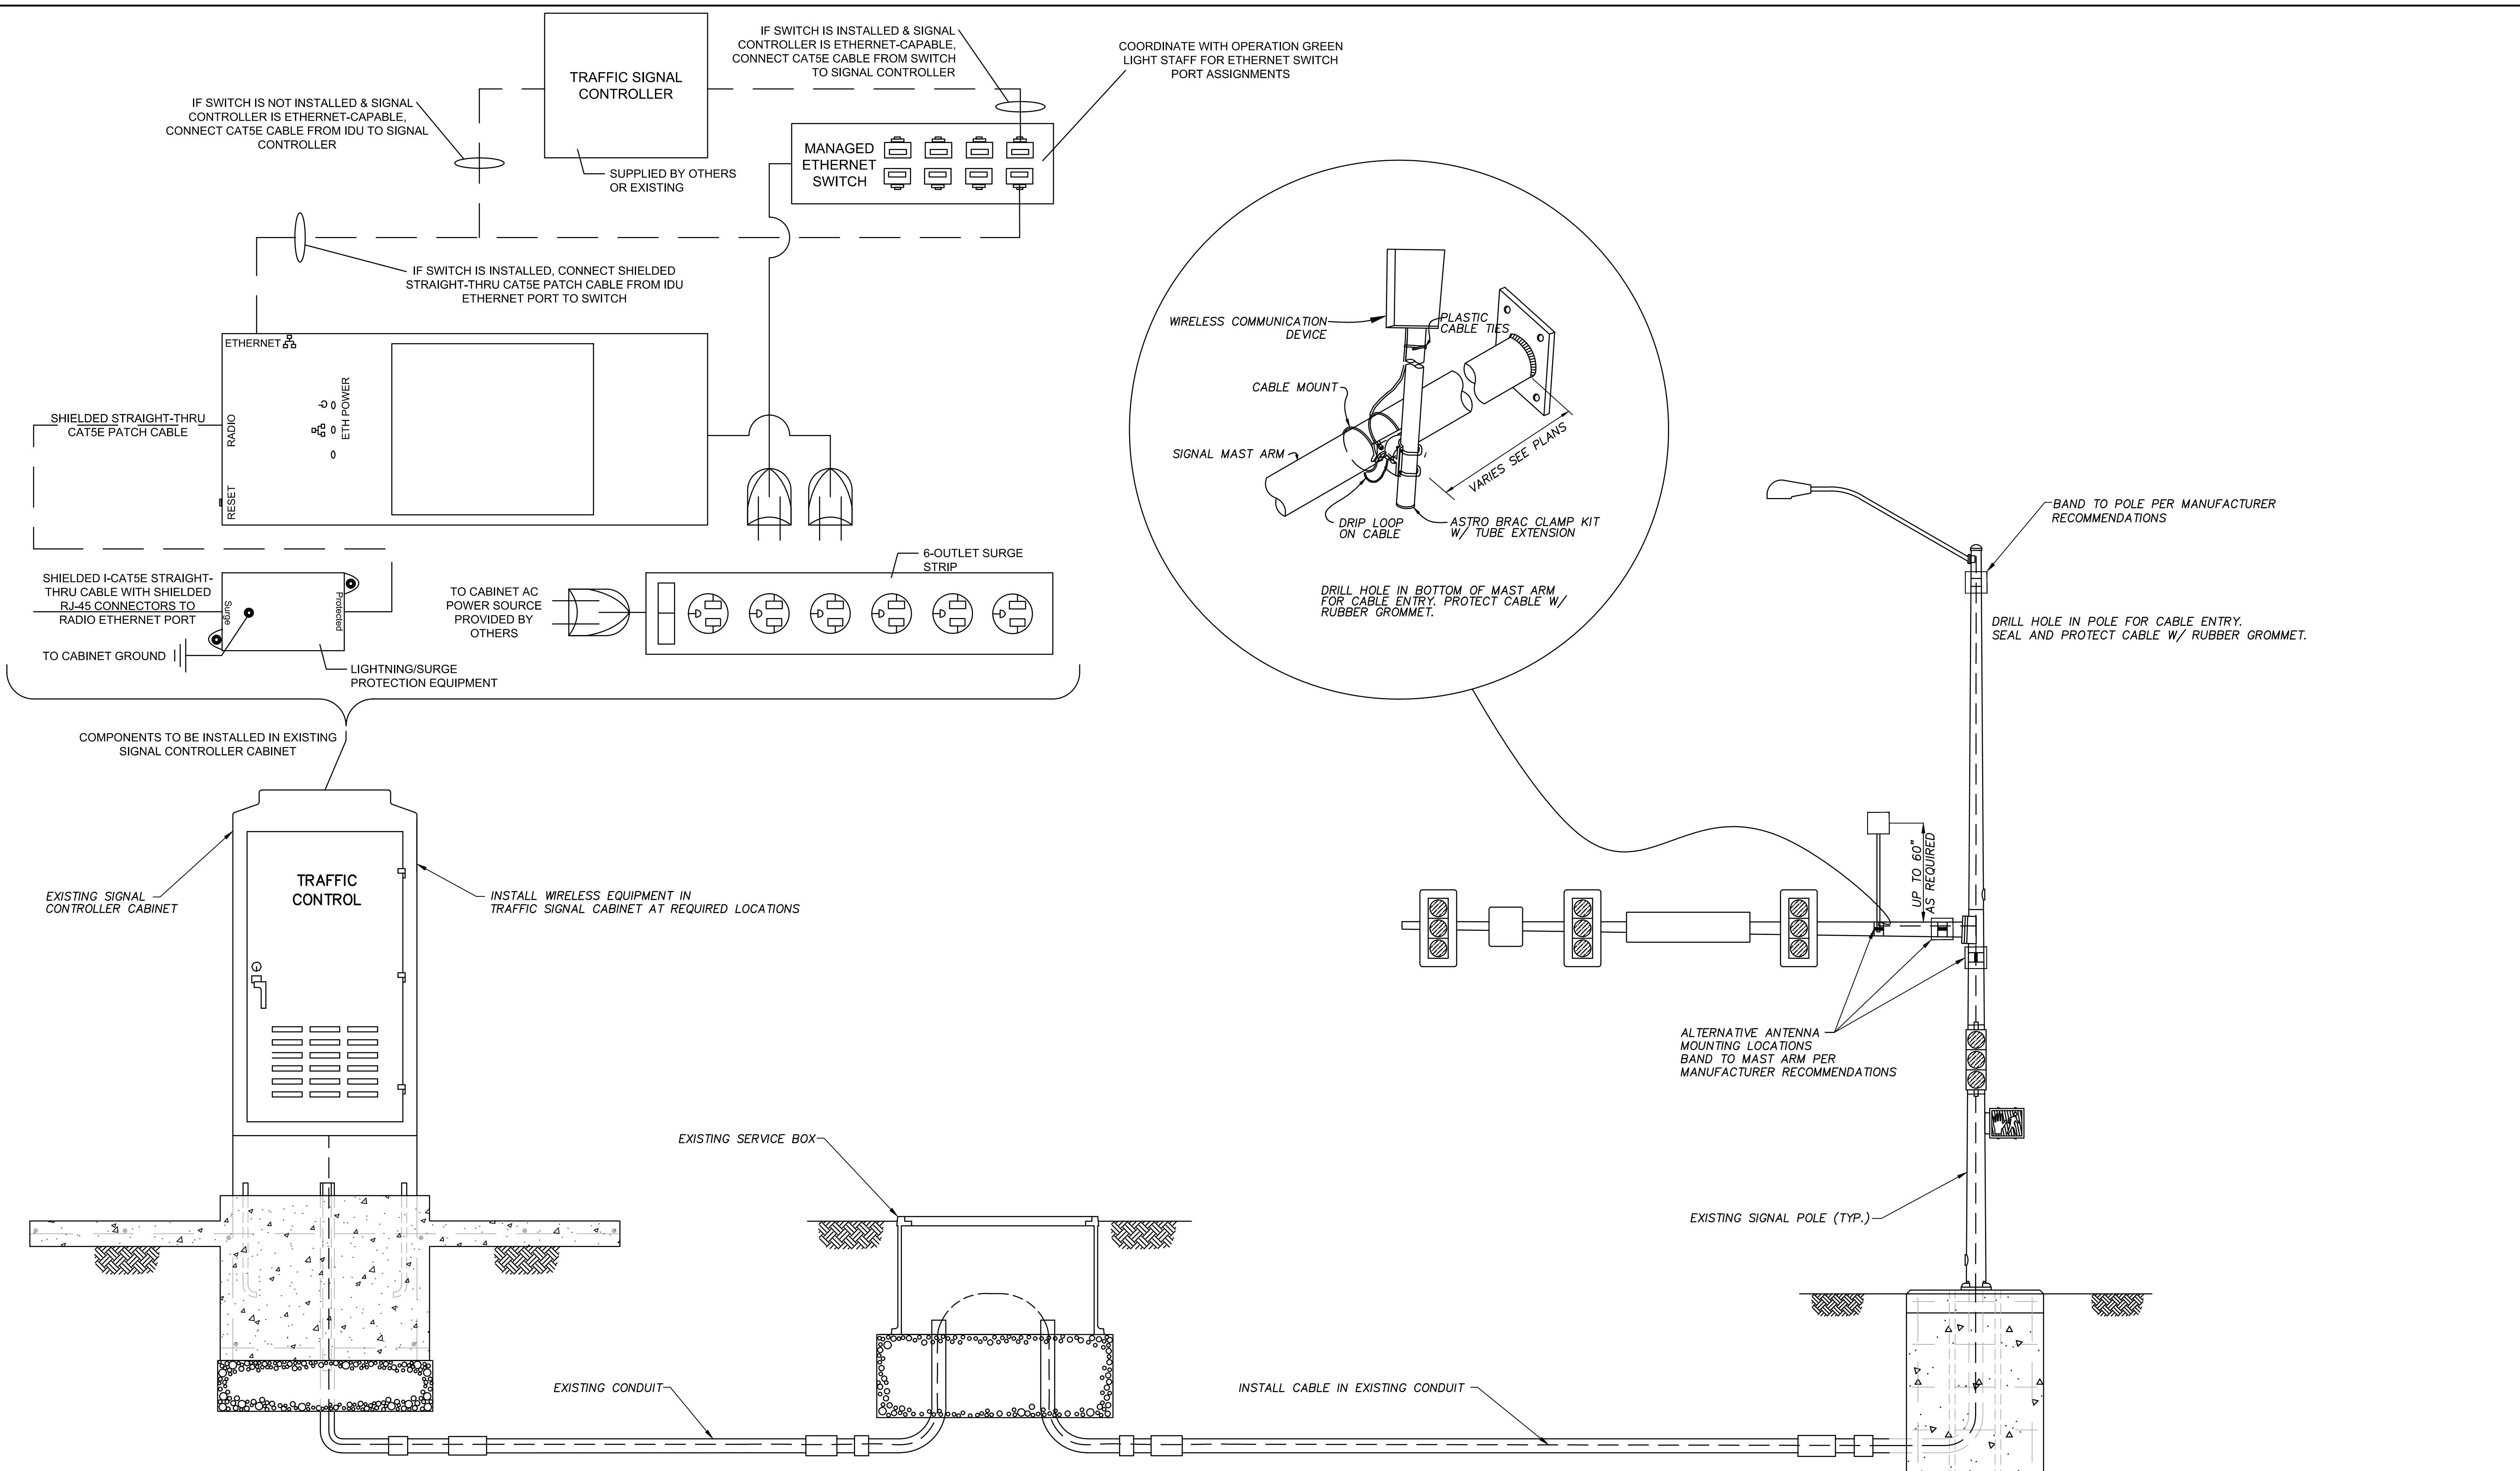 IF SWITCH IS INSTALLED & SIGNAL
CONTROLLER IS ETHERNET-CAPABLE,
CONNECT CAT5E CABLE FROM SWITCH
TO SIGNAL CONTROLLER
COORDINATE WITH OPERATION GREEN
LIGHT STAFF FOR ETHERNET SWITCH
PORT ASSIGNMENTS
TRAFFIC SIGNAL
CONTROLLER
IF SWITCH IS NOT INSTALLED & SIGNAL
CONTROLLER IS ETHERNET-CAPABLE,
CONNECT CAT5E CABLE FROM IDU TO SIGNAL
CONTROLLER
MANAGED
ETHERNET
SWITCH
SUPPLIED BY OTHERS
OR EXISTING
IF SWITCH IS INSTALLED, CONNECT SHIELDED
STRAIGHT-THRU CAT5E PATCH CABLE FROM IDU
ETHERNET PORT TO SWITCH
ETHERNET
RADIO
RESET
ETH POWER
SHIELDED STRAIGHT-THRU
CAT5E PATCH CABLE
SHIELDED I-CAT5E STRAIGHT-
THRU CABLE WITH SHIELDED
RJ-45 CONNECTORS TO
RADIO ETHERNET PORT
Surge
Protected
TO CABINET GROUND
LIGHTNING/SURGE
PROTECTION EQUIPMENT
TO CABINET AC
POWER SOURCE
PROVIDED BY
OTHERS
6-OUTLET SURGE
STRIP
COMPONENTS TO BE INSTALLED IN EXISTING
SIGNAL CONTROLLER CABINET
WIRELESS COMMUNICATION
DEVICE
PLASTIC
CABLE TIES
CABLE MOUNT
SIGNAL MAST ARM
VARIES SEE PLANS
DRIP LOOP
ON CABLE
ASTRO BRAC CLAMP KIT
W/ TUBE EXTENSION
DRILL HOLE IN BOTTOM OF MAST ARM
FOR CABLE ENTRY. PROTECT CABLE W/
RUBBER GROMMET.
BAND TO POLE PER MANUFACTURER
RECOMMENDATIONS
DRILL HOLE IN POLE FOR CABLE ENTRY.
SEAL AND PROTECT CABLE W/ RUBBER GROMMET.
UP TO 60"
AS REQUIRED
ALTERNATIVE ANTENNA
MOUNTING LOCATIONS
BAND TO MAST ARM PER
MANUFACTURER RECOMMENDATIONS
TRAFFIC
CONTROL
EXISTING SIGNAL
CONTROLLER CABINET
INSTALL WIRELESS EQUIPMENT IN
TRAFFIC SIGNAL CABINET AT REQUIRED LOCATIONS
EXISTING SERVICE BOX
EXISTING SIGNAL POLE (TYP.)
EXISTING CONDUIT
INSTALL CABLE IN EXISTING CONDUIT